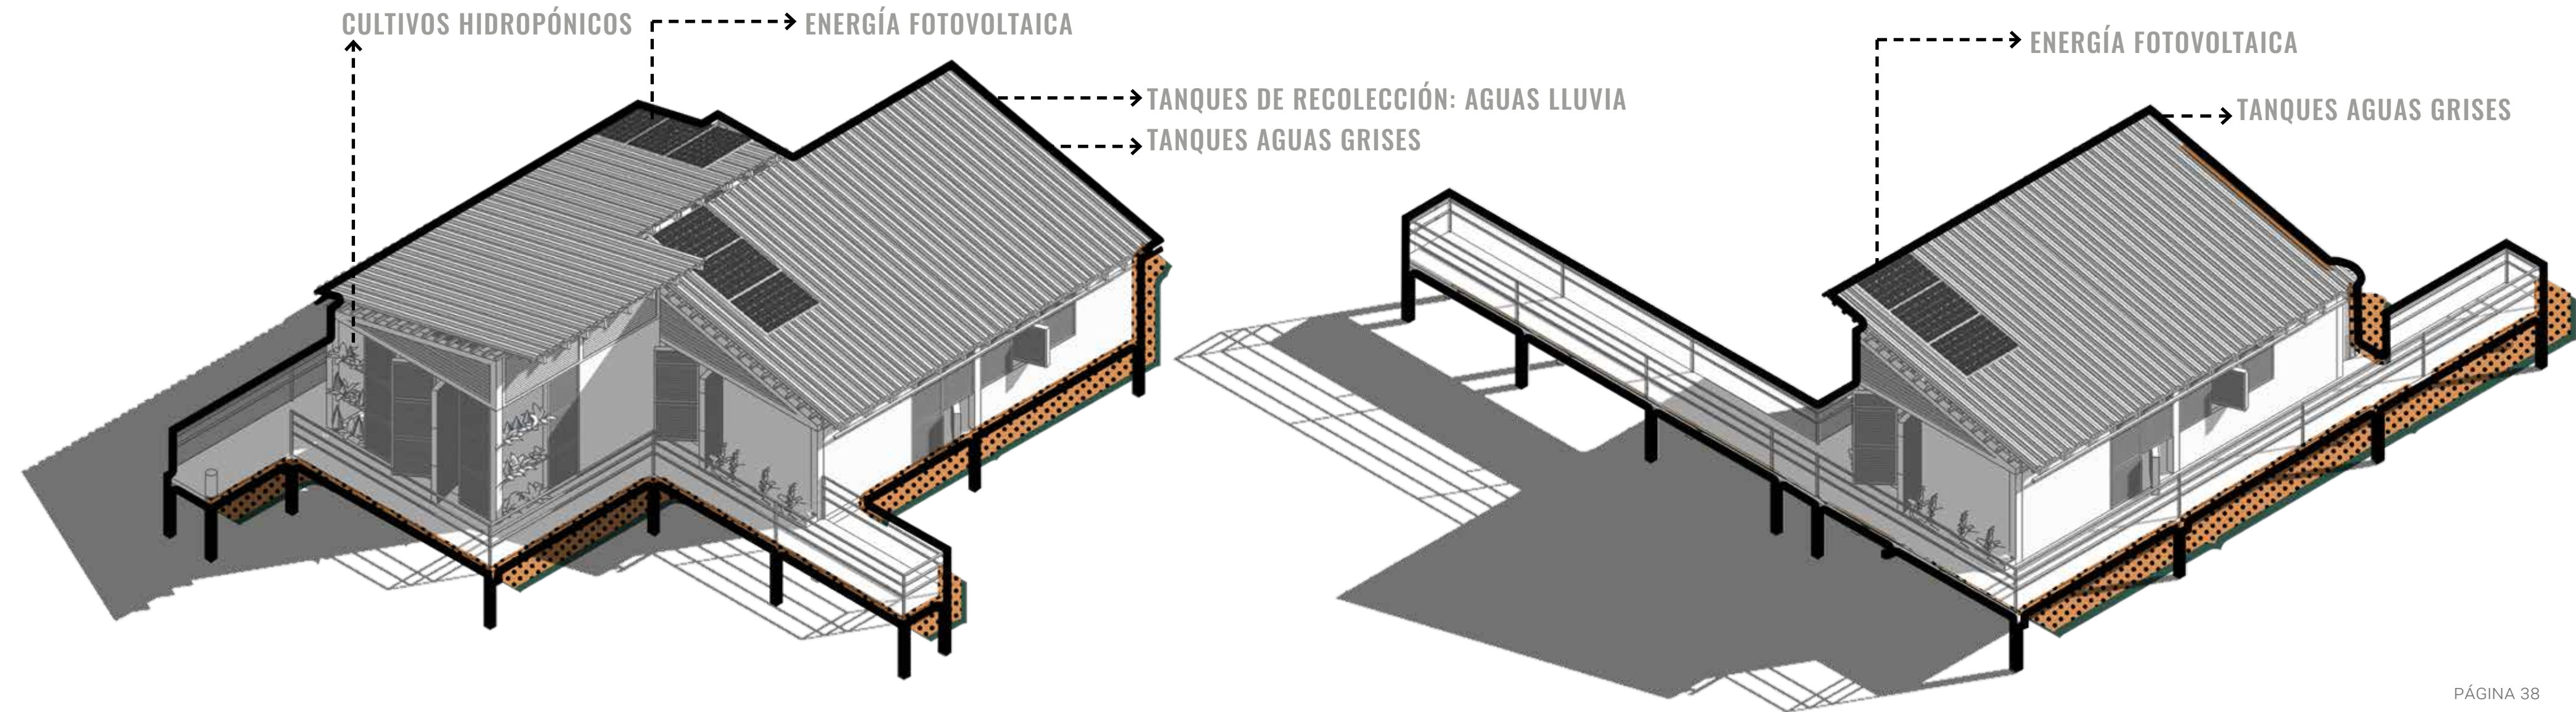 CULTIVOS HIDROPÓNICOS
ENERGÍA FOTOVOLTAICA
TANQUES DE RECOLECCIÓN: AGUAS LLUVIA
TANQUES AGUAS GRISES
ENERGÍA FOTOVOLTAICA
TANQUES AGUAS GRISES
PÁGINA 38